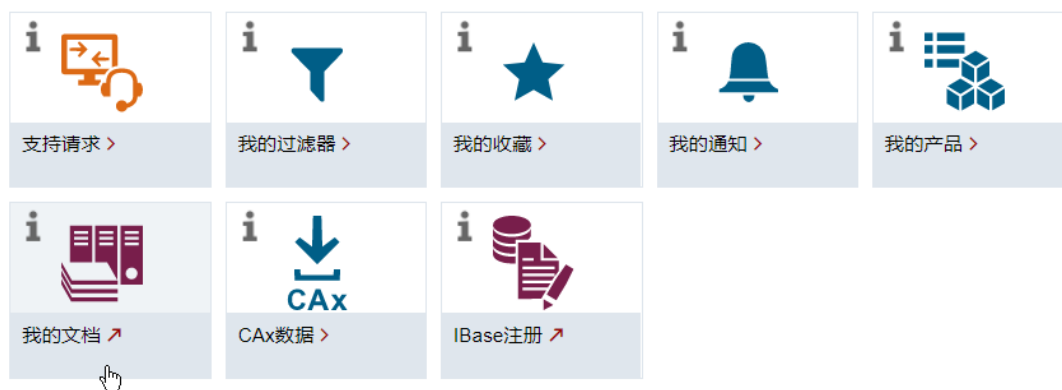 支持请求
我的过滤器
我的收藏
我的通知
我的产品
我的文档
CAx
CAx数据
IBase注册